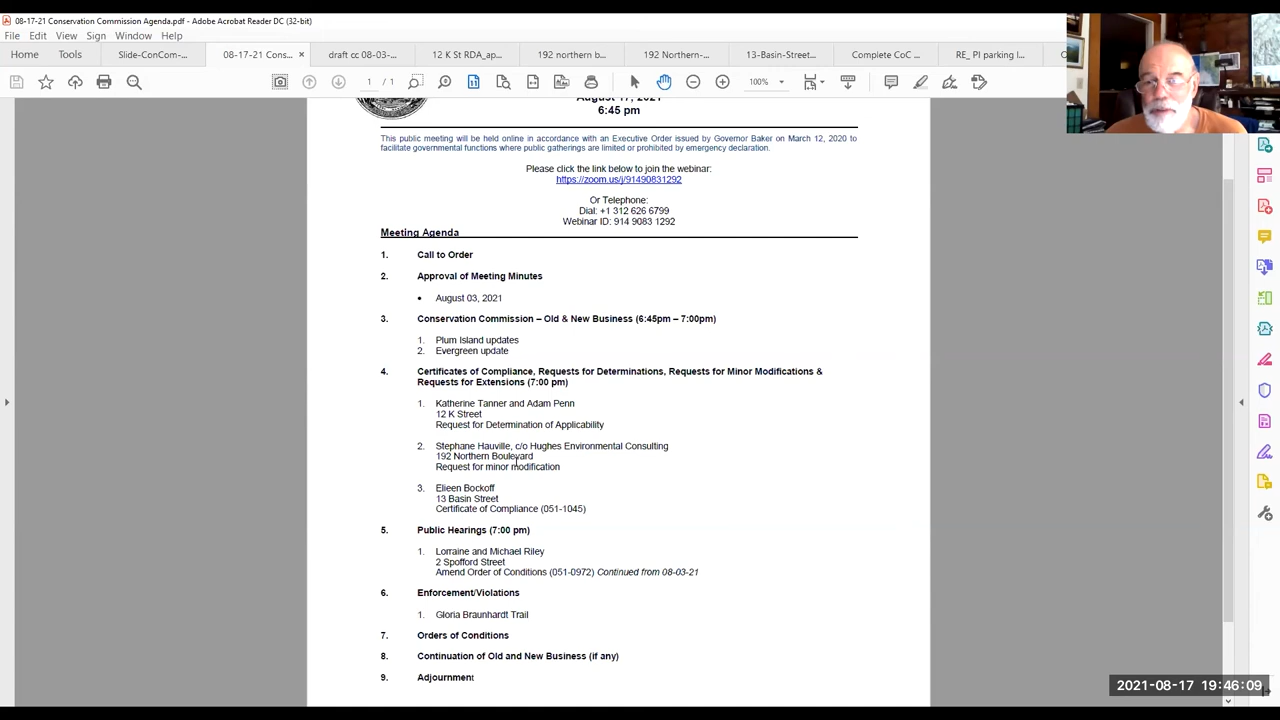 08-17-21 Conservation Commission Agenda.pdf - Adobe Acrobat Reader DC (32-bit)
File Edit View Sign Window Help
Home Tools Slide-ConCom-... 08-17-21 Cons... × draft cc 08-03-... 12 K St RDA_ap... 192 northern b... 192 Northern-... 13-Basin-Street... Complete CoC ... RE_ PI parking l...
/ 1 100%
August 17, 2021
6:45 pm
This public meeting will be held online in accordance with an Executive Order issued by Governor Baker on March 12, 2020 to
facilitate governmental functions where public gatherings are limited or prohibited by emergency declaration.
Please click the link below to join the webinar:
https://zoom.us/j/91490831292
Or Telephone:
Dial: +1 312 626 6799
Webinar ID: 914 9083 1292
Meeting Agenda
1. Call to Order
2. Approval of Meeting Minutes
• August 03, 2021
3. Conservation Commission – Old & New Business (6:45pm – 7:00pm)
1. Plum Island updates
2. Evergreen update
4. Certificates of Compliance, Requests for Determinations, Requests for Minor Modifications &
Requests for Extensions (7:00 pm)
1. Katherine Tanner and Adam Penn
12 K Street
Request for Determination of Applicability
2. Stephane Hauville, c/o Hughes Environmental Consulting
192 Northern Boulevard
Request for minor modification
3. Elieen Bockoff
13 Basin Street
Certificate of Compliance (051-1045)
5. Public Hearings (7:00 pm)
1. Lorraine and Michael Riley
2 Spofford Street
Amend Order of Conditions (051-0972) Continued from 08-03-21
6. Enforcement/Violations
1. Gloria Braunhardt Trail
7. Orders of Conditions
8. Continuation of Old and New Business (if any)
9. Adjournment
2021-08-17 19:46:09